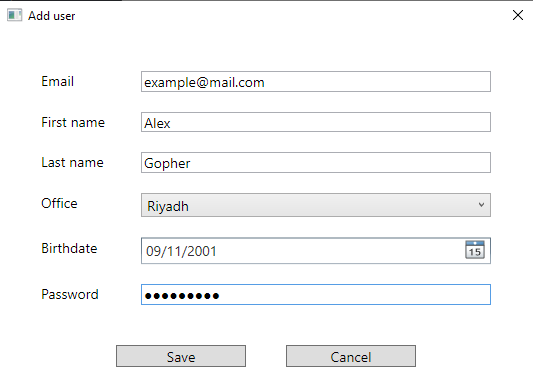 Add user
Email example@mail.com
First name Alex
Last name Gopher
Office Riyadh
Birthdate 09/11/2001 15
Password ●●●●●●●●●
Save Cancel